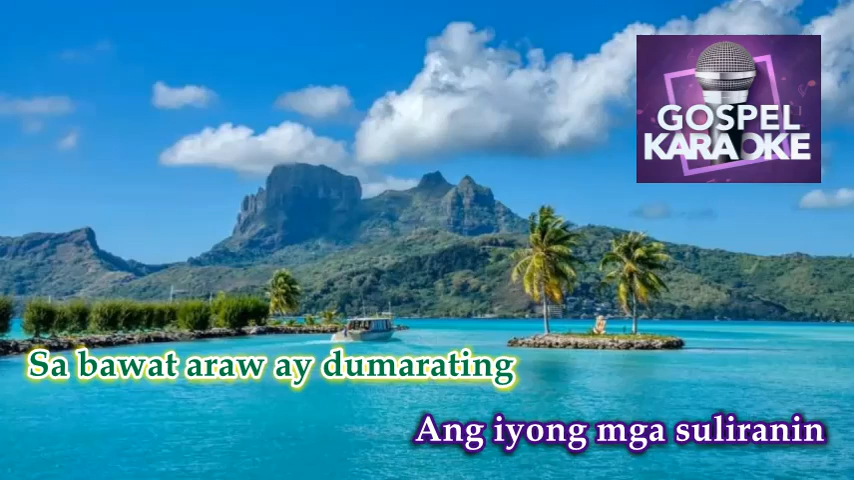 GOSPEL
KARAOKE
Sa bawat araw ay dumarating
Ang iyong mga suliranin